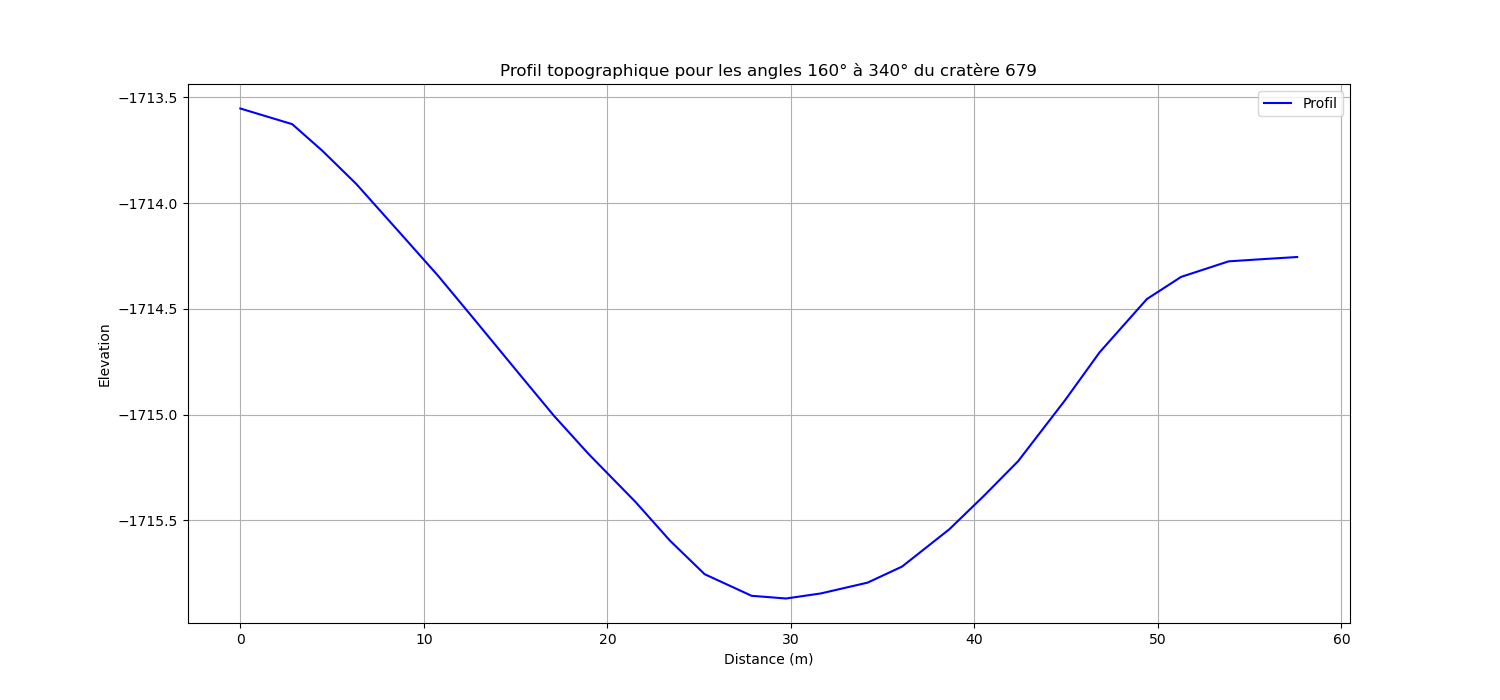 Profil topographique pour les angles 160° à 340° du cratère 679
Profil
−1713.5
−1714.0
−1714.5
−1715.0
−1715.5
Elevation
0 10 20 30 40 50 60
Distance (m)